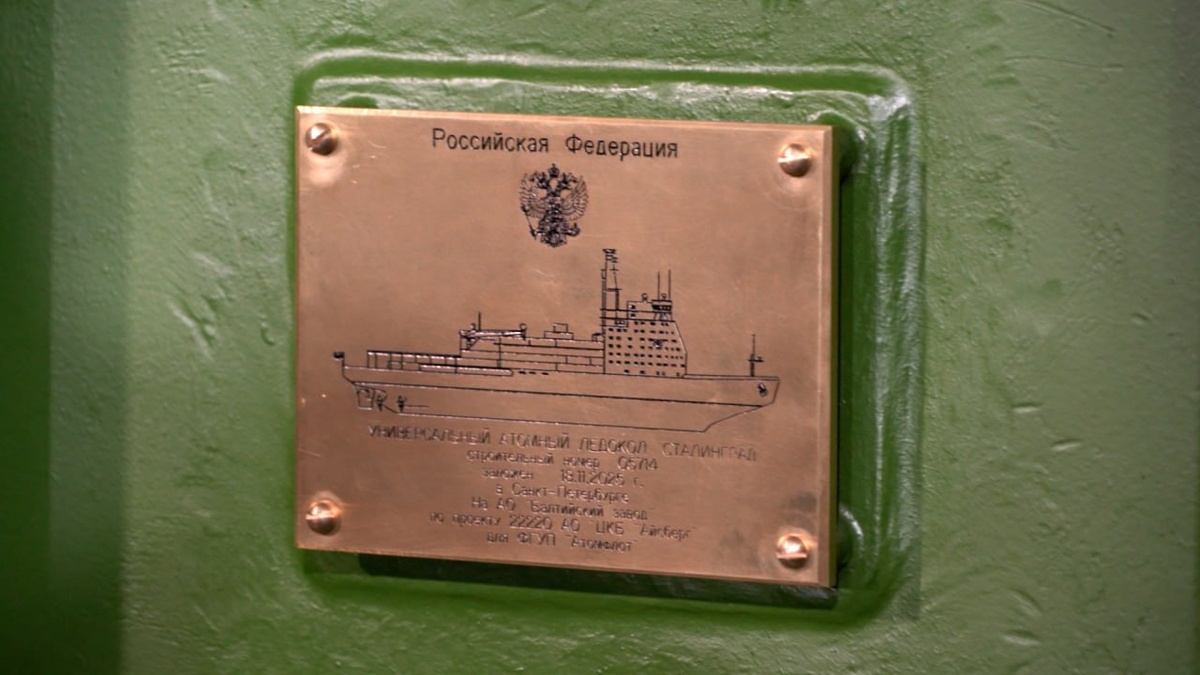 Российская Федерация
УНИВЕРСАЛЬНЫЙ АТОМНЫЙ ЛЕДОКОЛ "СТАЛИНГРАД"
строительный номер 05714
заложен 18.11.2025 г.
в Санкт-Петербурге
На АО "Балтийский завод"
по проекту 22220 АО "ЦКБ "Айсберг"
для ФГУП "Атомфлот"